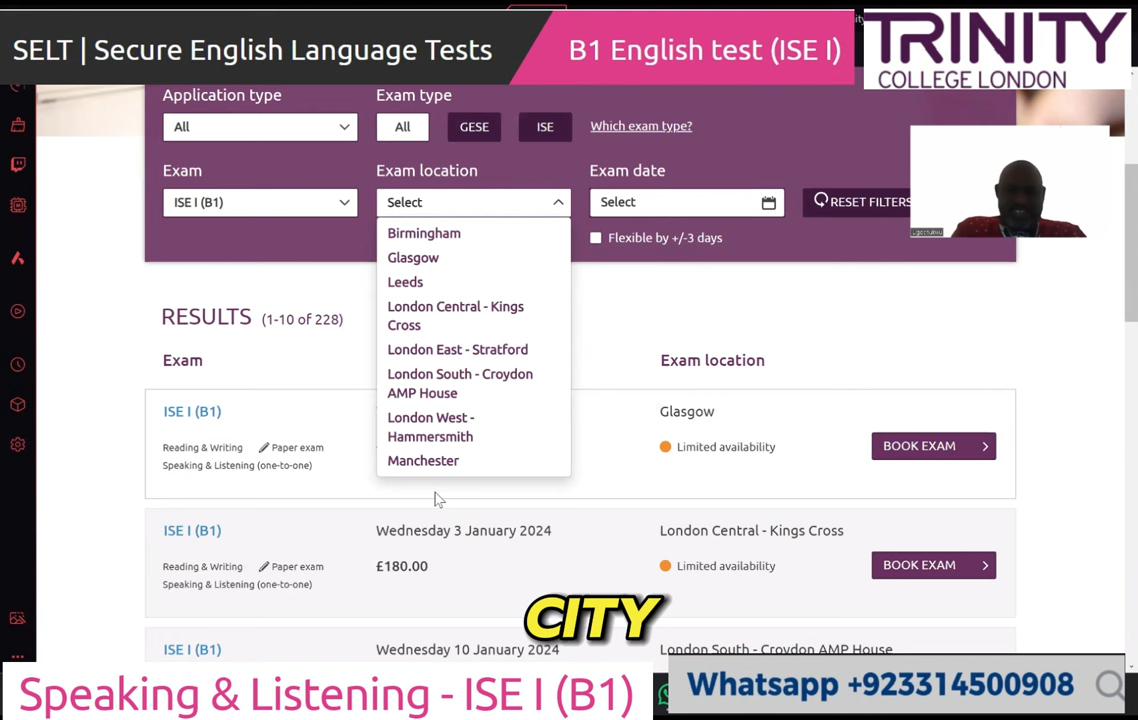 SELT | Secure English Language Tests
B1 English test (ISE I)
TRINITY
COLLEGE LONDON
Application type
Exam type
All
All
GESE
ISE
Which exam type?
Exam
Exam location
Exam date
ISE I (B1)
Select
Select
RESET FILTERS
Flexible by +/-3 days
Birmingham
Glasgow
Leeds
London Central - Kings
Cross
London East - Stratford
London South - Croydon
AMP House
London West -
Hammersmith
Manchester
RESULTS (1-10 of 228)
Exam
Exam location
ISE I (B1)
Glasgow
Reading & Writing
Paper exam
Speaking & Listening (one-to-one)
Limited availability
BOOK EXAM
ISE I (B1)
Wednesday 3 January 2024
London Central - Kings Cross
Reading & Writing
Paper exam
Speaking & Listening (one-to-one)
£180.00
Limited availability
BOOK EXAM
CITY
ISE I (B1)
Wednesday 10 January 2024
London South - Croydon AMP House
Speaking & Listening - ISE I (B1)
Whatsapp +923314500908